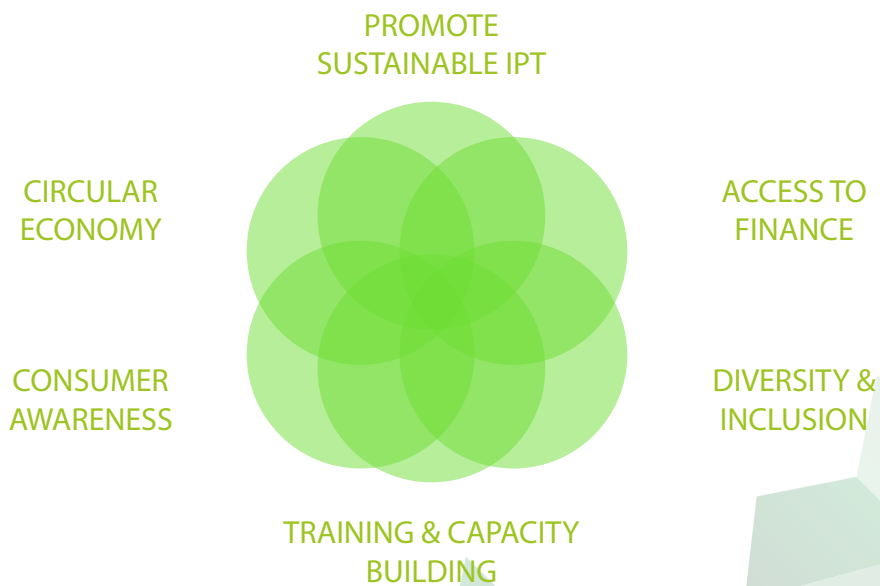 PROMOTE
SUSTAINABLE IPT
CIRCULAR
ECONOMY
ACCESS TO
FINANCE
CONSUMER
AWARENESS
DIVERSITY &
INCLUSION
TRAINING & CAPACITY
BUILDING